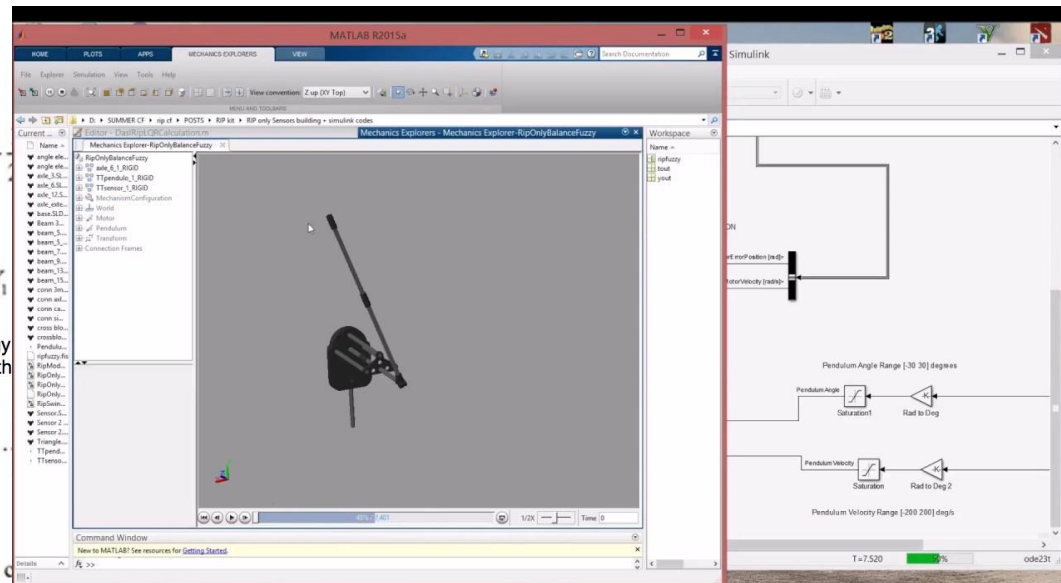 MATLAB R2015a
HOME PLOTS APPS MECHANICS EXPLORERS VIEW Search Documentation
File Explorer Simulation View Tools Help
View convention: Z up (XY Top)
MENU AND TOOLBARS
D: SUMMER CF rip cf POSTS RIP kit RIP only Sensors building + simulink codes
Current ...
Name
angle ele...
angle ele...
axle_3.SL...
axle_6.SL...
axle_12.S...
axle_exte...
base.SLD...
Beam 3...
beam_5...
beam_5_...
beam_7...
beam_9...
beam_13...
beam_15...
conn 3m...
conn axl...
conn ca...
conn si...
cross blo...
crossblo...
Pendulu...
ripfuzzy.fis
RipMod...
RipOnly...
RipOnly...
RipOnly...
RipOnly...
RipSwin...
Sensor.S...
Sensor 2 ...
Sensor 2....
Triangle....
TTpend...
TTsenso...
Details
Editor - DasIRipLQRCalculation.m
Mechanics Explorers - Mechanics Explorer-RipOnlyBalanceFuzzy
Mechanics Explorer-RipOnlyBalanceFuzzy
RipOnlyBalanceFuzzy
axle_6_1_RIGID
TTpendulo_1_RIGID
TTsensor_1_RIGID
MechanismConfiguration
World
Motor
Pendulum
Transform
Connection Frames
1/2X Time 0
Command Window
New to MATLAB? See resources for Getting Started.
fx >>
Workspace
Name
ripfuzzy
tout
yout
Simulink
ON
rErrorPosition [rad]>
MotorVelocity [rad/s]>
Pendulum Angle Range [-30 30] degrees
Pendulum Angle
Saturation1
-K-
Rad to Deg
Pendulum Velocity
Saturation
-K-
Rad to Deg 2
Pendulum Velocity Range [-200 200] deg/s
T=7.520
ode23t